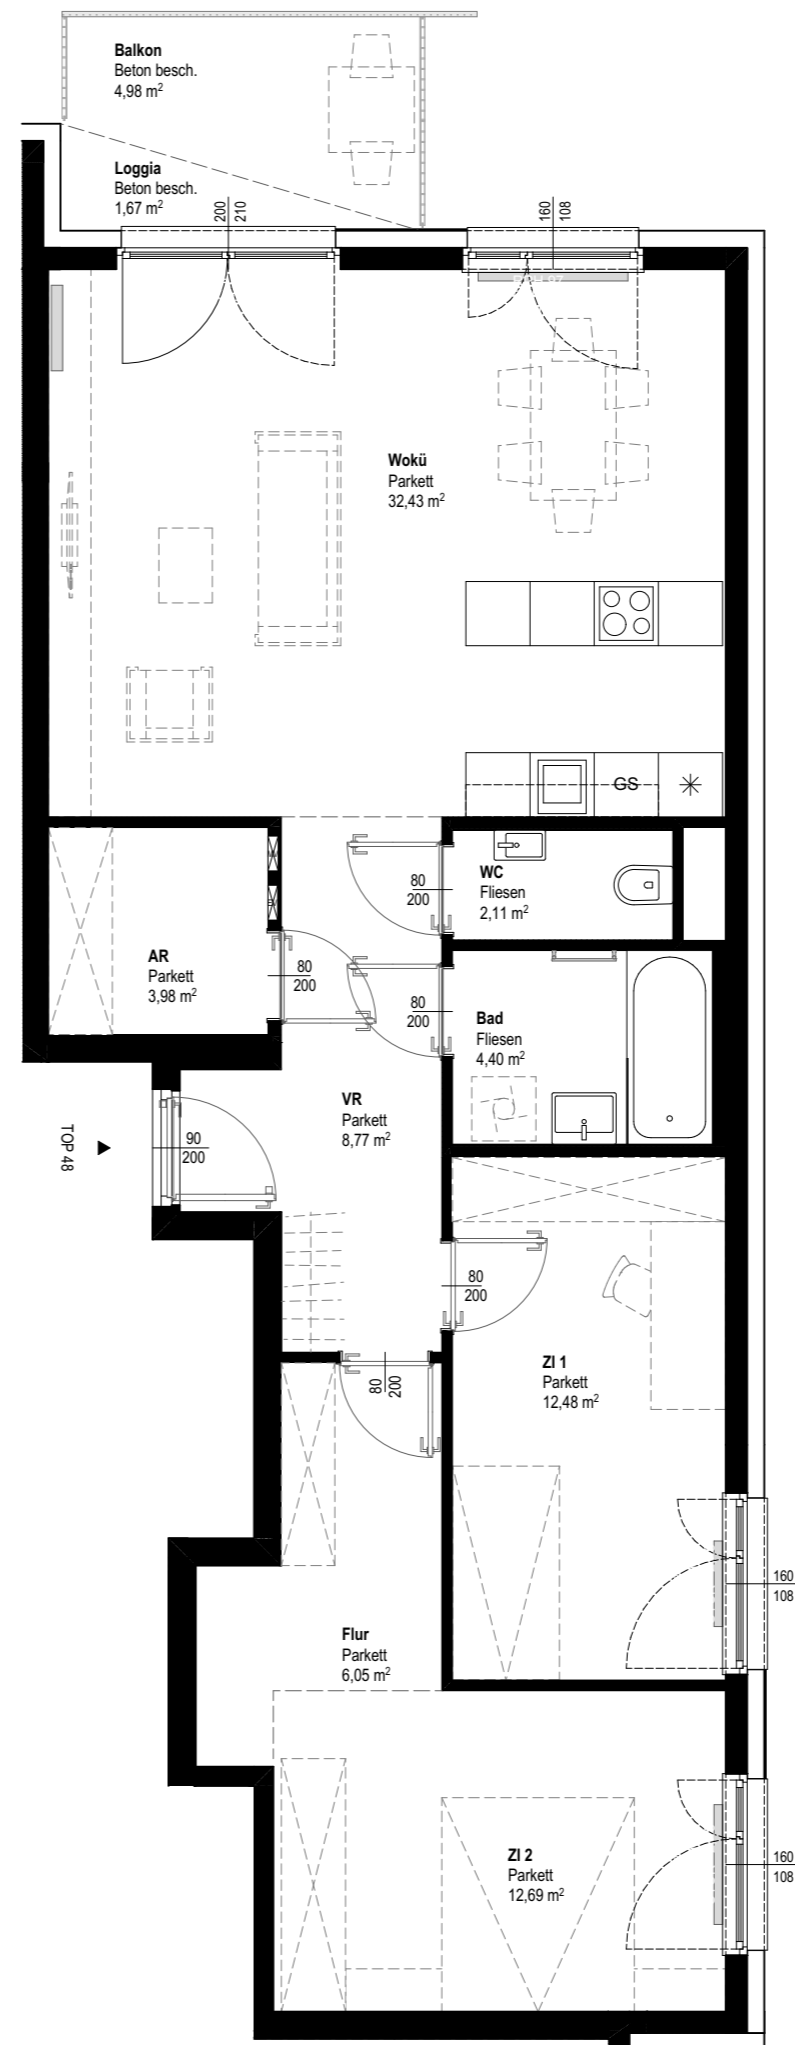 Balkon
Beton besch.
4,98 m²
Loggia
Beton besch.
1,67 m²
200
210
160
108
Wokü
Parkett
32,43 m²
GS
80
200
WC
Fliesen
2,11 m²
AR
Parkett
3,98 m²
80
200
80
200
Bad
Fliesen
4,40 m²
VR
Parkett
8,77 m²
TOP 48
90
200
80
200
80
200
ZI 1
Parkett
12,48 m²
160
108
Flur
Parkett
6,05 m²
160
108
ZI 2
Parkett
12,69 m²